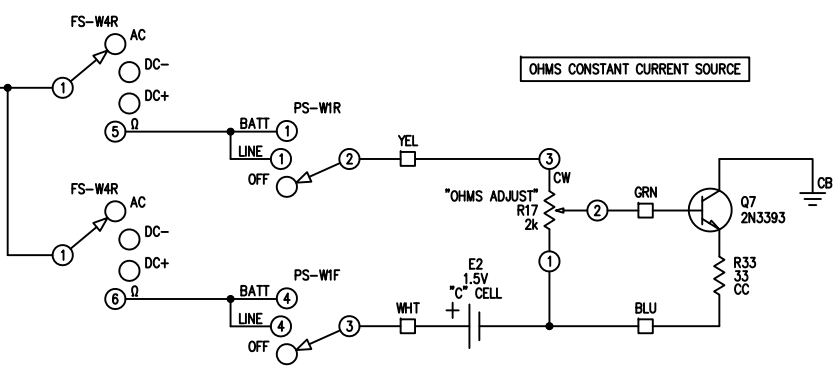 FS-W4R
AC
DC-
DC+
Ω
1
5
BATT
LINE
OFF
PS-W1R
1
1
2
YEL
OHMS CONSTANT CURRENT SOURCE
3
CW
"OHMS ADJUST"
R17
2k
2
1
GRN
Q7
2N3393
CB
R33
33
CC
FS-W4R
AC
DC-
DC+
Ω
1
6
BATT
LINE
OFF
PS-W1F
4
4
3
WHT
E2
1.5V
"C" CELL
+
BLU